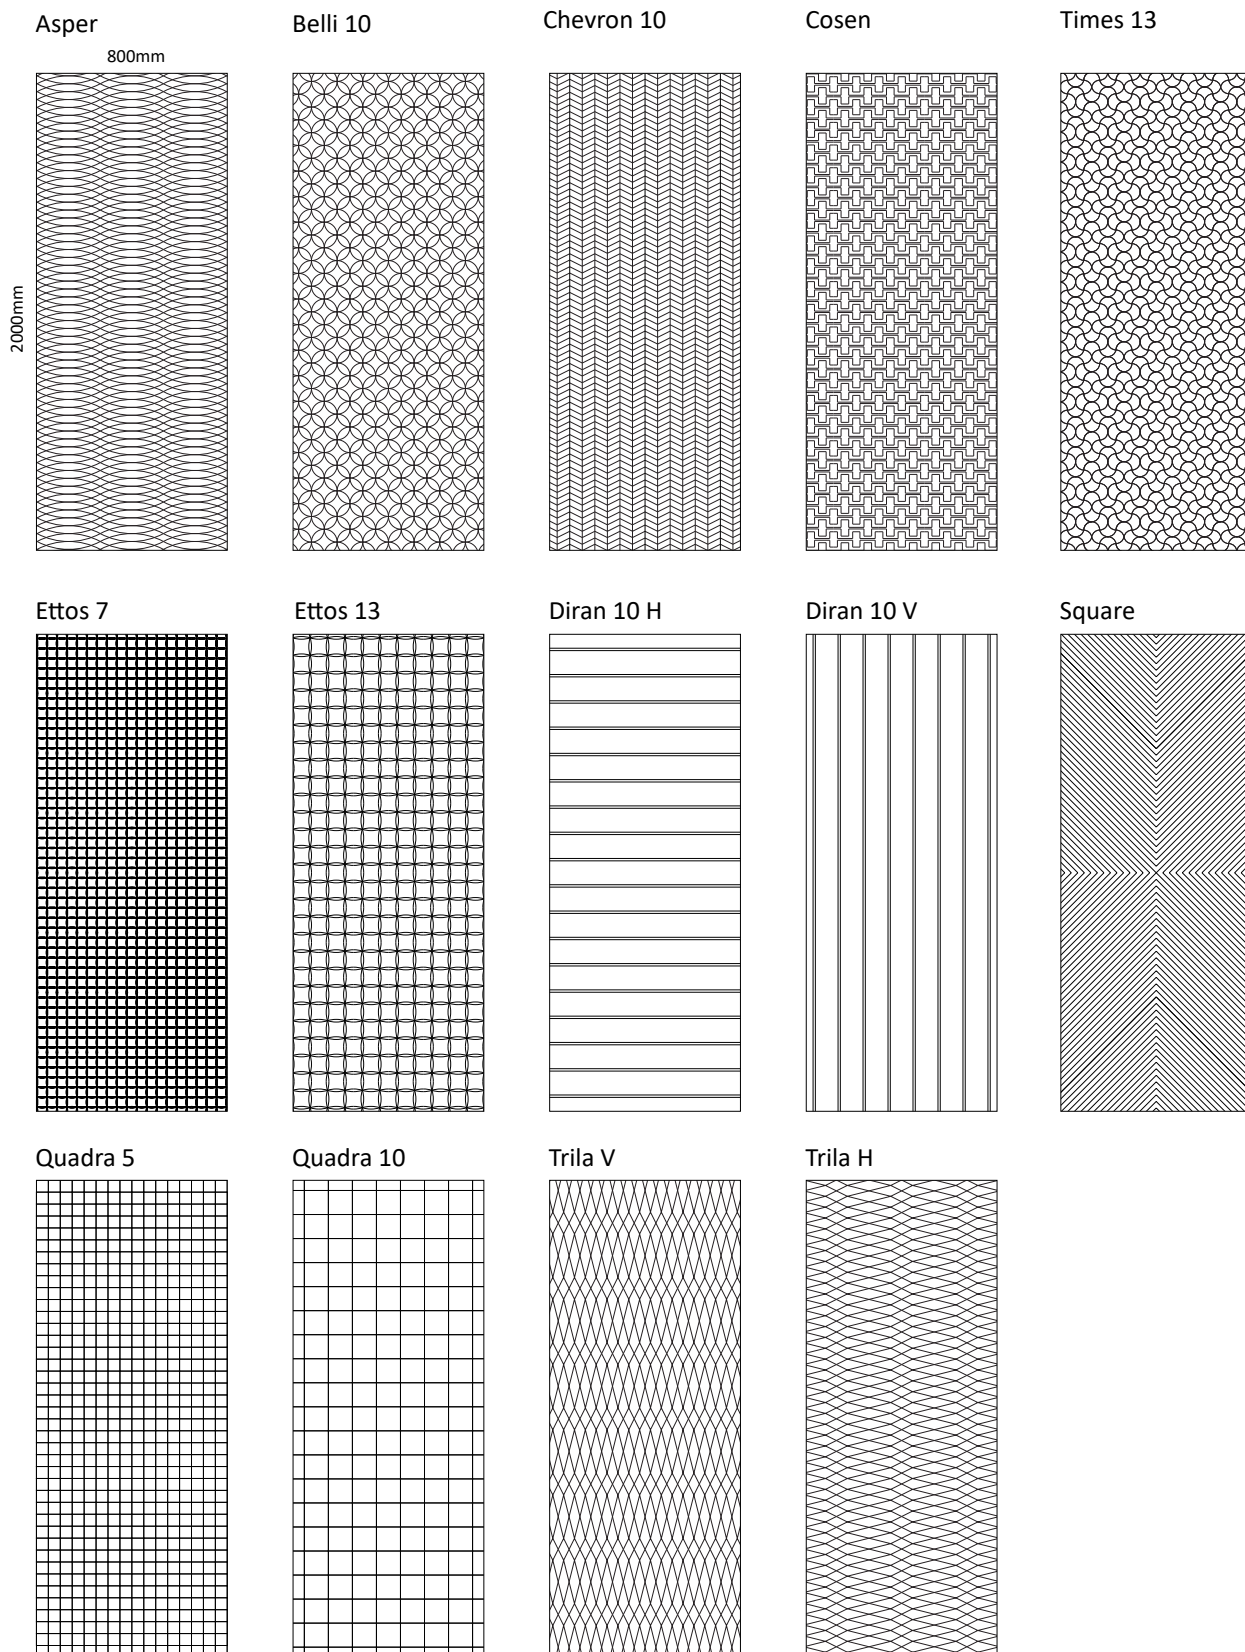 Asper
Belli 10
Chevron 10
Cosen
Times 13
800mm
2000mm
Ettos 7
Ettos 13
Diran 10 H
Diran 10 V
Square
Quadra 5
Quadra 10
Trila V
Trila H